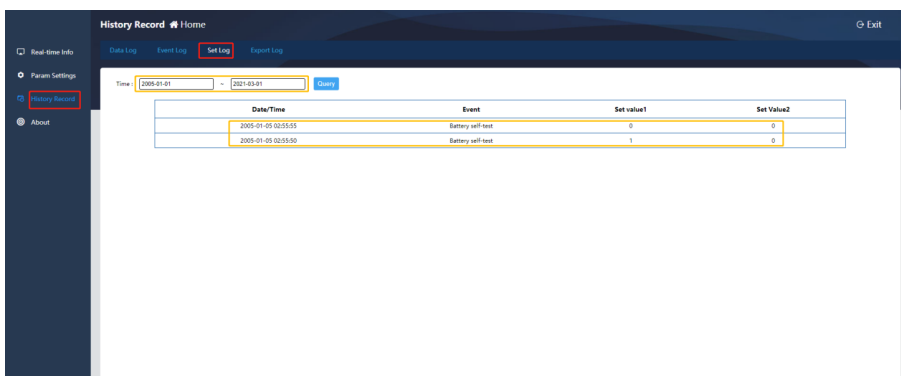 History Record Home
Exit
Real-time Info
Param Settings
History Record
About
Data Log Event Log Set Log Export Log
Time : 2005-01-01 ~ 2021-03-01 Query
Date/Time Event Set value1 Set Value2
2005-01-05 02:55:55 Battery self-test 0 0
2005-01-05 02:55:50 Battery self-test 1 0